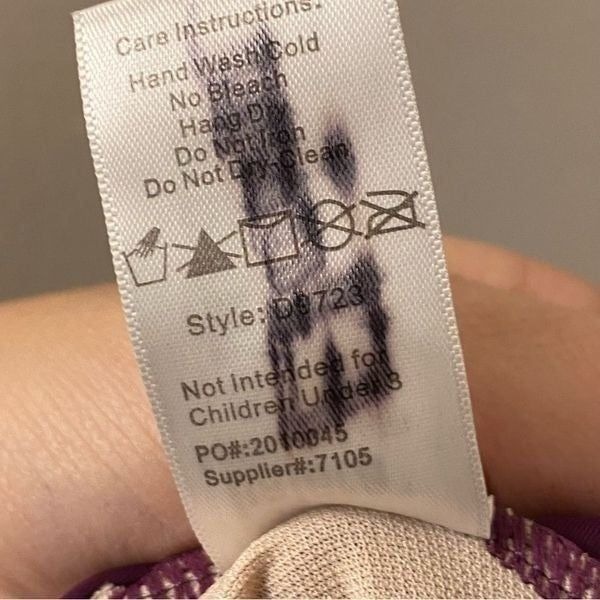 Care Instructions:
Hand Wash Cold
No Bleach
Hang Dry
Do Not Iron
Do Not Dry-Clean
Style: D9723
Not Intended for
Children Under 3
PO#:2010045
Supplier#:7105